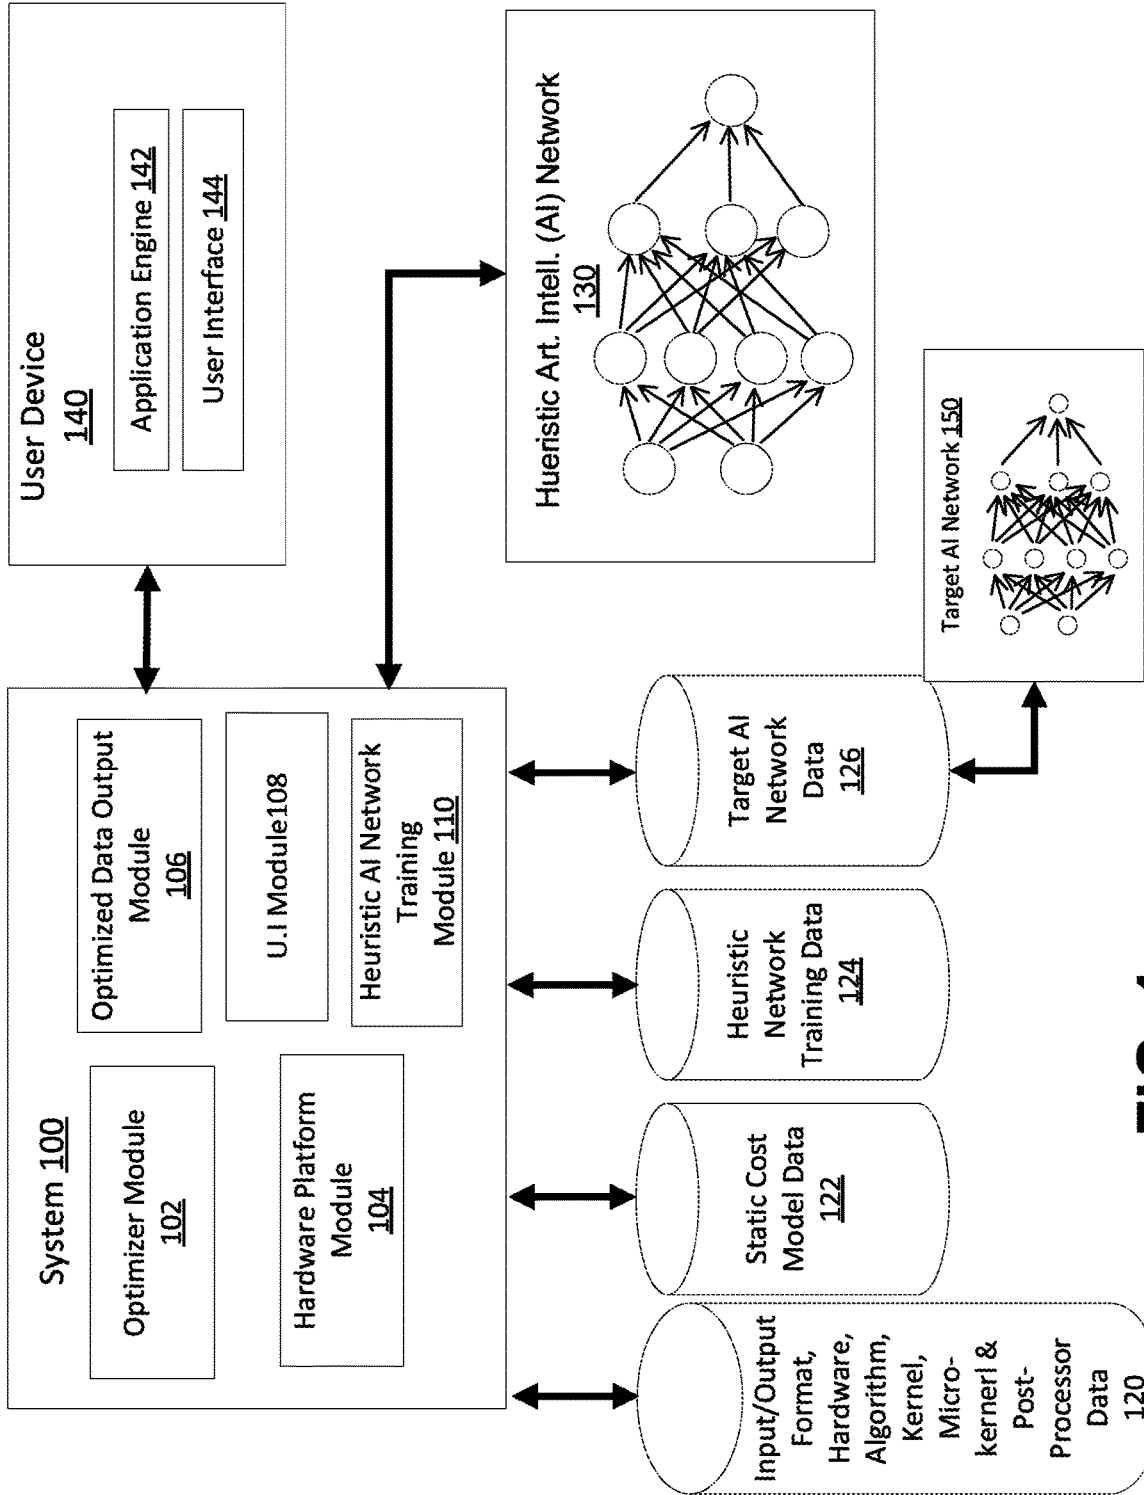 System 100
Optimizer Module
102
Hardware Platform
Module
104
Optimized Data Output
Module
106
U.I Module108
Heuristic AI Network
Training
Module 110
User Device
140
Application Engine 142
User Interface 144
Hueristic Art. Intell. (AI) Network
130
Input/Output
Format,
Hardware,
Algorithm,
Kernel,
Micro-
kenerl &
Post-
Processor
Data
120
Static Cost
Model Data
122
Heuristic
Network
Training Data
124
Target AI
Network
Data
126
Target AI Network 150